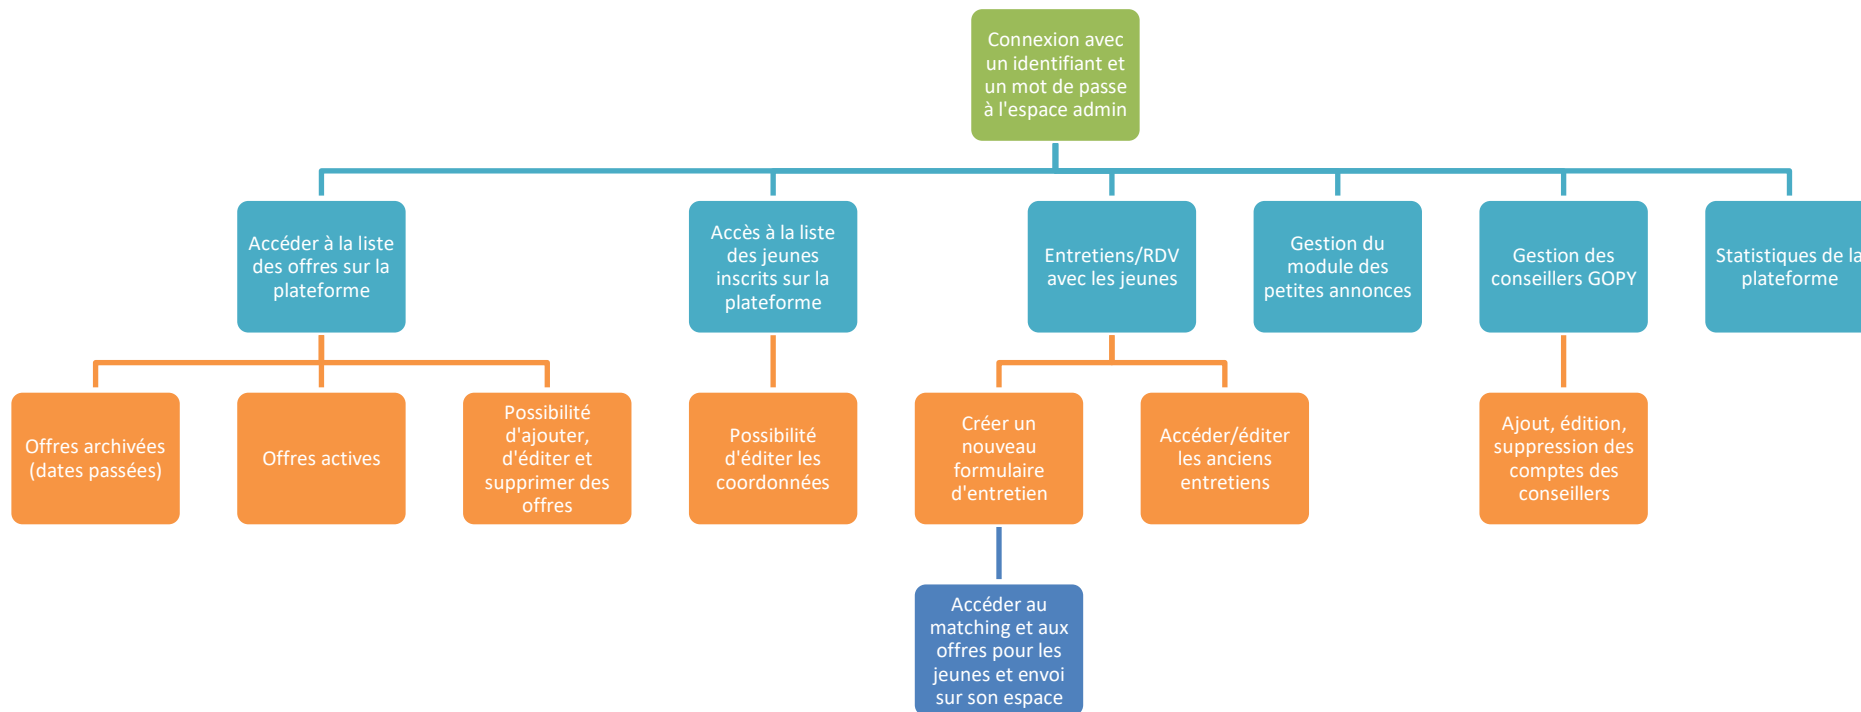 Connexion avec
un identifiant et
un mot de passe
à l'espace admin
Accéder à la liste
des offres sur la
plateforme
Accès à la liste
des jeunes
inscrits sur la
plateforme
Entretiens/RDV
avec les jeunes
Gestion du
module des
petites annonces
Gestion des
conseillers GOPY
Statistiques de la
plateforme
Offres archivées
(dates passées)
Offres actives
Possibilité
d'ajouter,
d'éditer et
supprimer des
offres
Possibilité
d'éditer les
coordonnées
Créer un
nouveau
formulaire
d'entretien
Accéder/éditer
les anciens
entretiens
Ajout, édition,
suppression des
comptes des
conseillers
Accéder au
matching et aux
offres pour les
jeunes et envoi
sur son espace